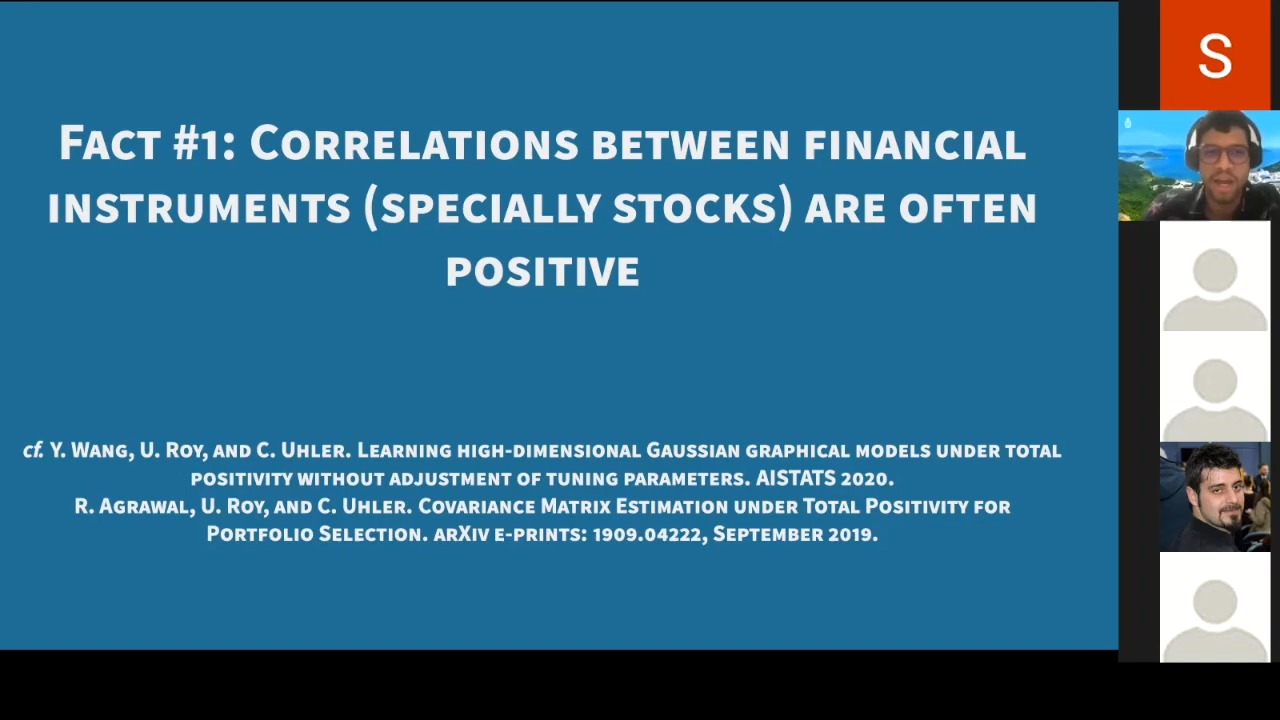 Fact #1: Correlations between financial
instruments (specially stocks) are often
positive
cf. Y. Wang, U. Roy, and C. Uhler. Learning high-dimensional Gaussian graphical models under total
positivity without adjustment of tuning parameters. AISTATS 2020.
R. Agrawal, U. Roy, and C. Uhler. Covariance Matrix Estimation under Total Positivity for
Portfolio Selection. arXiv e-prints: 1909.04222, September 2019.
S